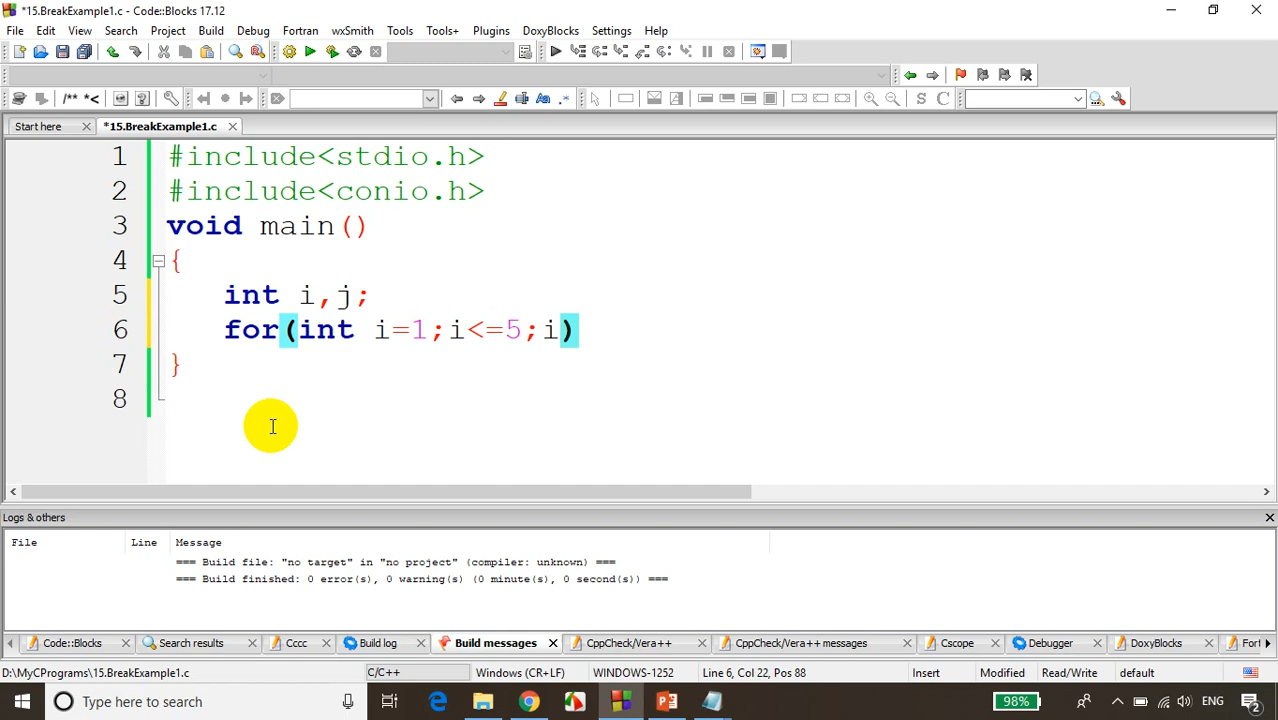 *15.BreakExample1.c - Code::Blocks 17.12
File Edit View Search Project Build Debug Fortran wxSmith Tools Tools+ Plugins DoxyBlocks Settings Help
/** *< S C
Start here *15.BreakExample1.c
1 #include<stdio.h>
2 #include<conio.h>
3 void main()
4 {
5 int i,j;
6 for(int i=1;i<=5;i)
7 }
8
Logs & others
File Line Message
=== Build file: "no target" in "no project" (compiler: unknown) ===
=== Build finished: 0 error(s), 0 warning(s) (0 minute(s), 0 second(s)) ===
Code::Blocks Search results Cccc Build log Build messages CppCheck/Vera++ CppCheck/Vera++ messages Cscope Debugger DoxyBlocks Fort
D:\MyCPrograms\15.BreakExample1.c C/C++ Windows (CR+LF) WINDOWS-1252 Line 6, Col 22, Pos 88 Insert Modified Read/Write default
Type here to search 98% ENG 2